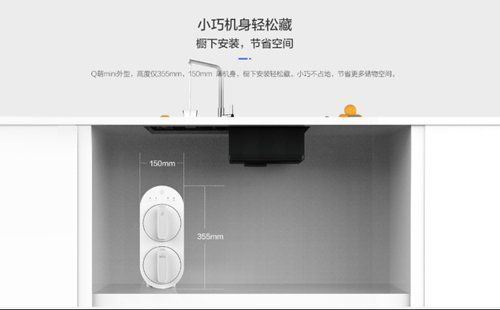 小巧机身轻松藏
橱下安装，节省空间
Q萌mini外型，高度仅355mm，150mm 薄机身，橱下安装轻松藏，小巧不占地，节省更多储物空间。
150mm
355mm